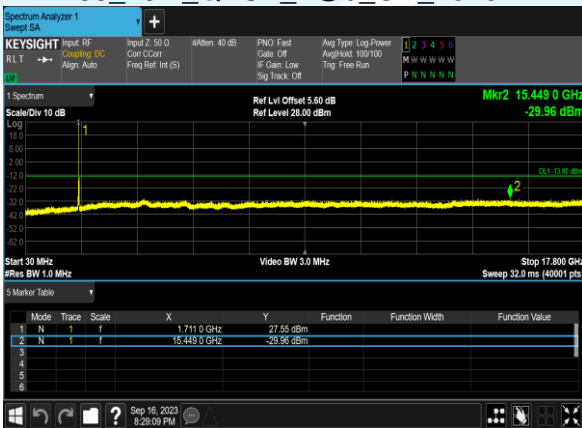 Spectrum Analyzer 1
Swept SA
+
KEYSIGHT Input: RF Input Z: 50 Ω #Atten: 40 dB PNO: Fast Avg Type: Log-Power 1 2 3 4 5 6
R L T Coupling: DC Corr CCorr Gate: Off Avg|Hold: 100/100 M W W W W W
Align: Auto Freq Ref: Int (S) IF Gain: Low Trig: Free Run
Sig Track: Off P N N N N N
LW
1 Spectrum Ref Lvl Offset 5.60 dB Mkr2 15.449 0 GHz
Scale/Div 10 dB Ref Level 28.00 dBm -29.96 dBm
Log
18.0
8.00
-2.00
-12.0
-22.0
-32.0
-42.0
-52.0
-62.0
1
DL1 -13.00 dBm
2
Start 30 MHz Video BW 3.0 MHz Stop 17.800 GHz
#Res BW 1.0 MHz Sweep 32.0 ms (40001 pts
5 Marker Table
Mode Trace Scale X Y Function Function Width Function Value
1 N 1 f 1.711 0 GHz 27.55 dBm
2 N 1 f 15.449 0 GHz -29.96 dBm
3
4
5
6
? Sep 16, 2023
8:29:09 PM